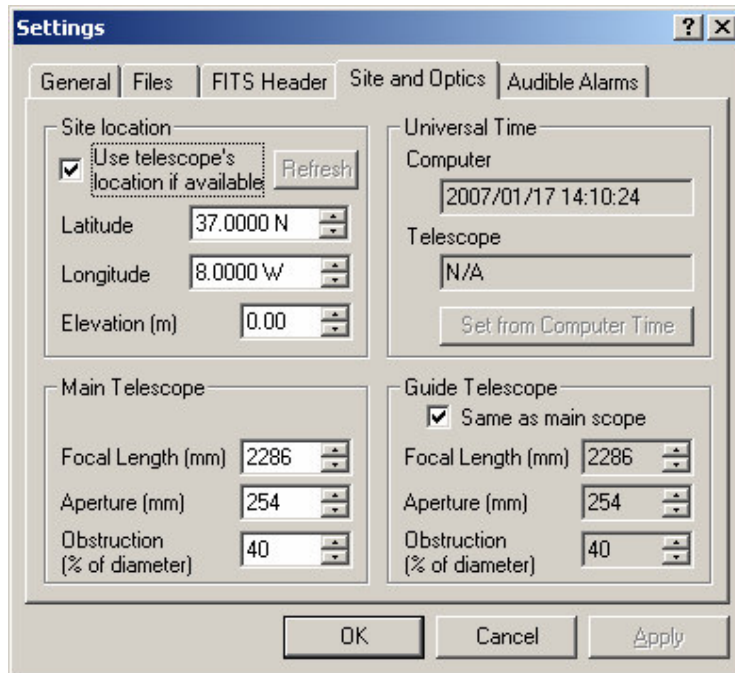 Settings
General Files FITS Header Site and Optics Audible Alarms
Site location
Use telescope's
location if available
Refresh
Latitude 37.0000 N
Longitude 8.0000 W
Elevation (m) 0.00
Universal Time
Computer
2007/01/17 14:10:24
Telescope
N/A
Set from Computer Time
Main Telescope
Focal Length (mm) 2286
Aperture (mm) 254
Obstruction
(% of diameter) 40
Guide Telescope
Same as main scope
Focal Length (mm) 2286
Aperture (mm) 254
Obstruction
(% of diameter) 40
OK Cancel Apply